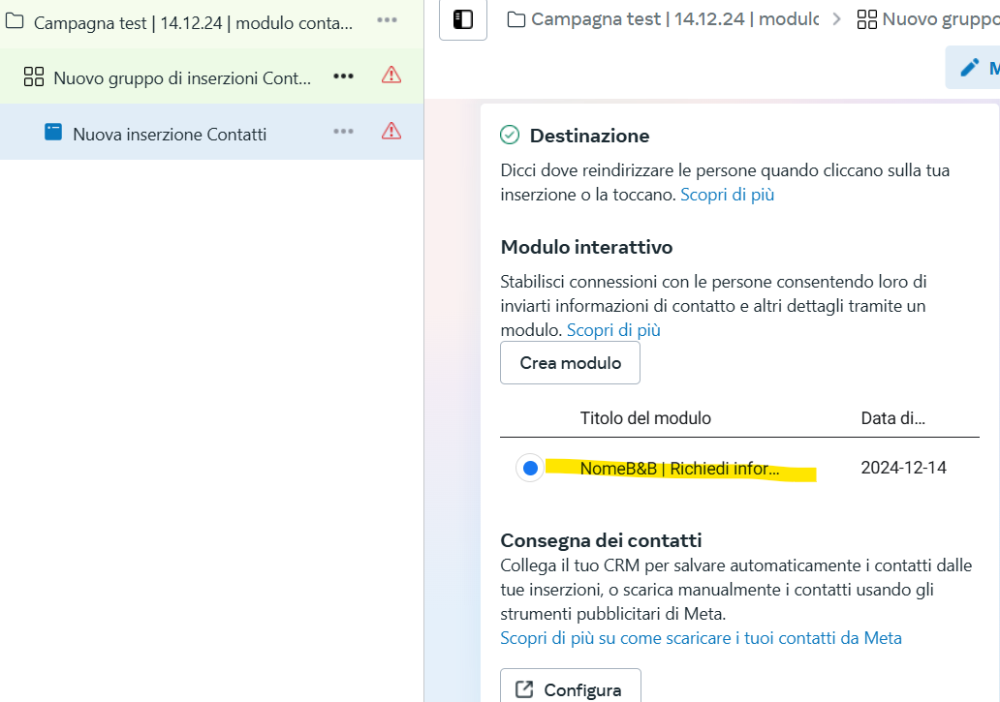 Campagna test | 14.12.24 | modulo conta...
Nuovo gruppo di inserzioni Cont...
Nuova inserzione Contatti
Campagna test | 14.12.24 | modulo
Nuovo gruppo
M
Destinazione
Dicci dove reindirizzare le persone quando cliccano sulla tua
inserzione o la toccano. Scopri di più
Modulo interattivo
Stabilisci connessioni con le persone consentendo loro di
inviarti informazioni di contatto e altri dettagli tramite un
modulo. Scopri di più
Crea modulo
Titolo del modulo Data di...
NomeB&B | Richiedi infor... 2024-12-14
Consegna dei contatti
Collega il tuo CRM per salvare automaticamente i contatti dalle
tue inserzioni, o scarica manualmente i contatti usando gli
strumenti pubblicitari di Meta.
Scopri di più su come scaricare i tuoi contatti da Meta
Configura